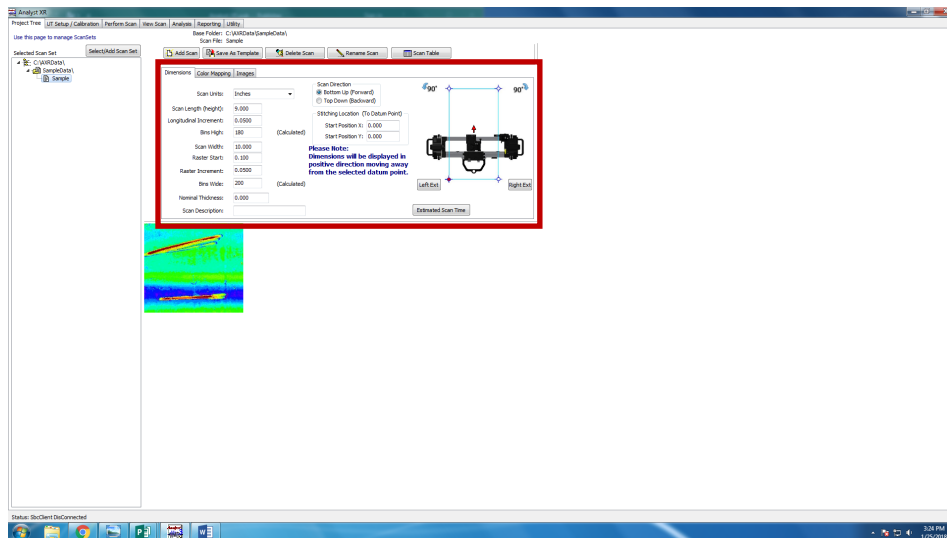 Analyst XR
Project Tree UT Setup / Calibration Perform Scan View Scan Analysis Reporting Utility
Use this page to manage ScanSets
Base Folder: C:\AXRData\SampleData\
Scan File: Sample
Selected Scan Set
Select/Add Scan Set
Add Scan Save As Template Delete Scan Rename Scan Scan Table
C:\AXRData\
SampleData\
Sample
Dimensions Color Mapping Images
Scan Units: Inches
Scan Length (height): 9.000
Longitudinal Increment: 0.0500
Bins High: 180 (Calculated)
Scan Width: 10.000
Raster Start: 0.100
Raster Increment: 0.0500
Bins Wide: 200 (Calculated)
Nominal Thickness: 0.000
Scan Description:
Scan Direction
Bottom Up (Forward)
Top Down (Backward)
Stitching Location (To Datum Point)
Start Position X: 0.000
Start Position Y: 0.000
Please Note:
Dimensions will be displayed in
positive direction moving away
from the selected datum point.
90° 90°
Left Ext Right Ext
Estimated Scan Time
Status: SbcClient DisConnected
3:24 PM
1/25/2018